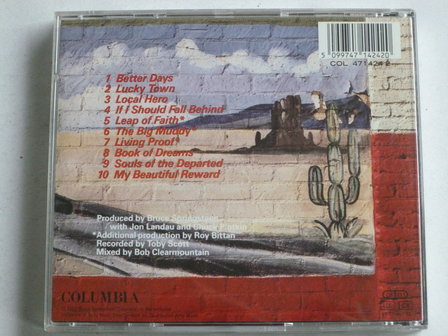 5 099747 142420
COL 471424 2
1 Better Days
2 Lucky Town
3 Local Hero
4 If I Should Fall Behind
5 Leap of Faith*
6 The Big Muddy*
7 Living Proof*
8 Book of Dreams
9 Souls of the Departed
10 My Beautiful Reward
Produced by Bruce Springsteen
with Jon Landau and Chuck Plotkin
*Additional production by Roy Bittan
Recorded by Toby Scott
Mixed by Bob Clearmountain
COLUMBIA